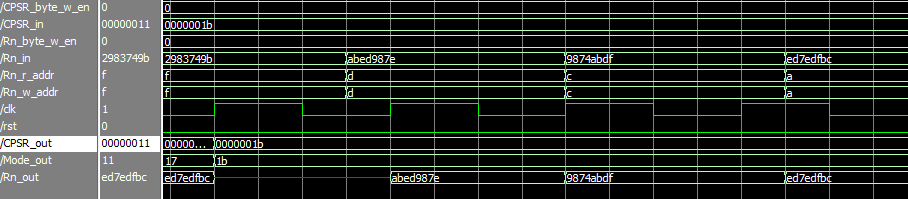 /CPSR_byte_w_en 0 0
/CPSR_in 00000011 0000001b
/Rn_byte_w_en 0 0
/Rn_in 2983749b 2983749b abed987e 9874abdf ed7edfbc
/Rn_r_addr f f d c a
/Rn_w_addr f f d c a
/clk 1
/rst 0
/CPSR_out 00000011 00000... 0000001b
/Mode_out 11 17 1b
/Rn_out ed7edfbc ed7edfbc abed987e 9874abdf ed7edfbc